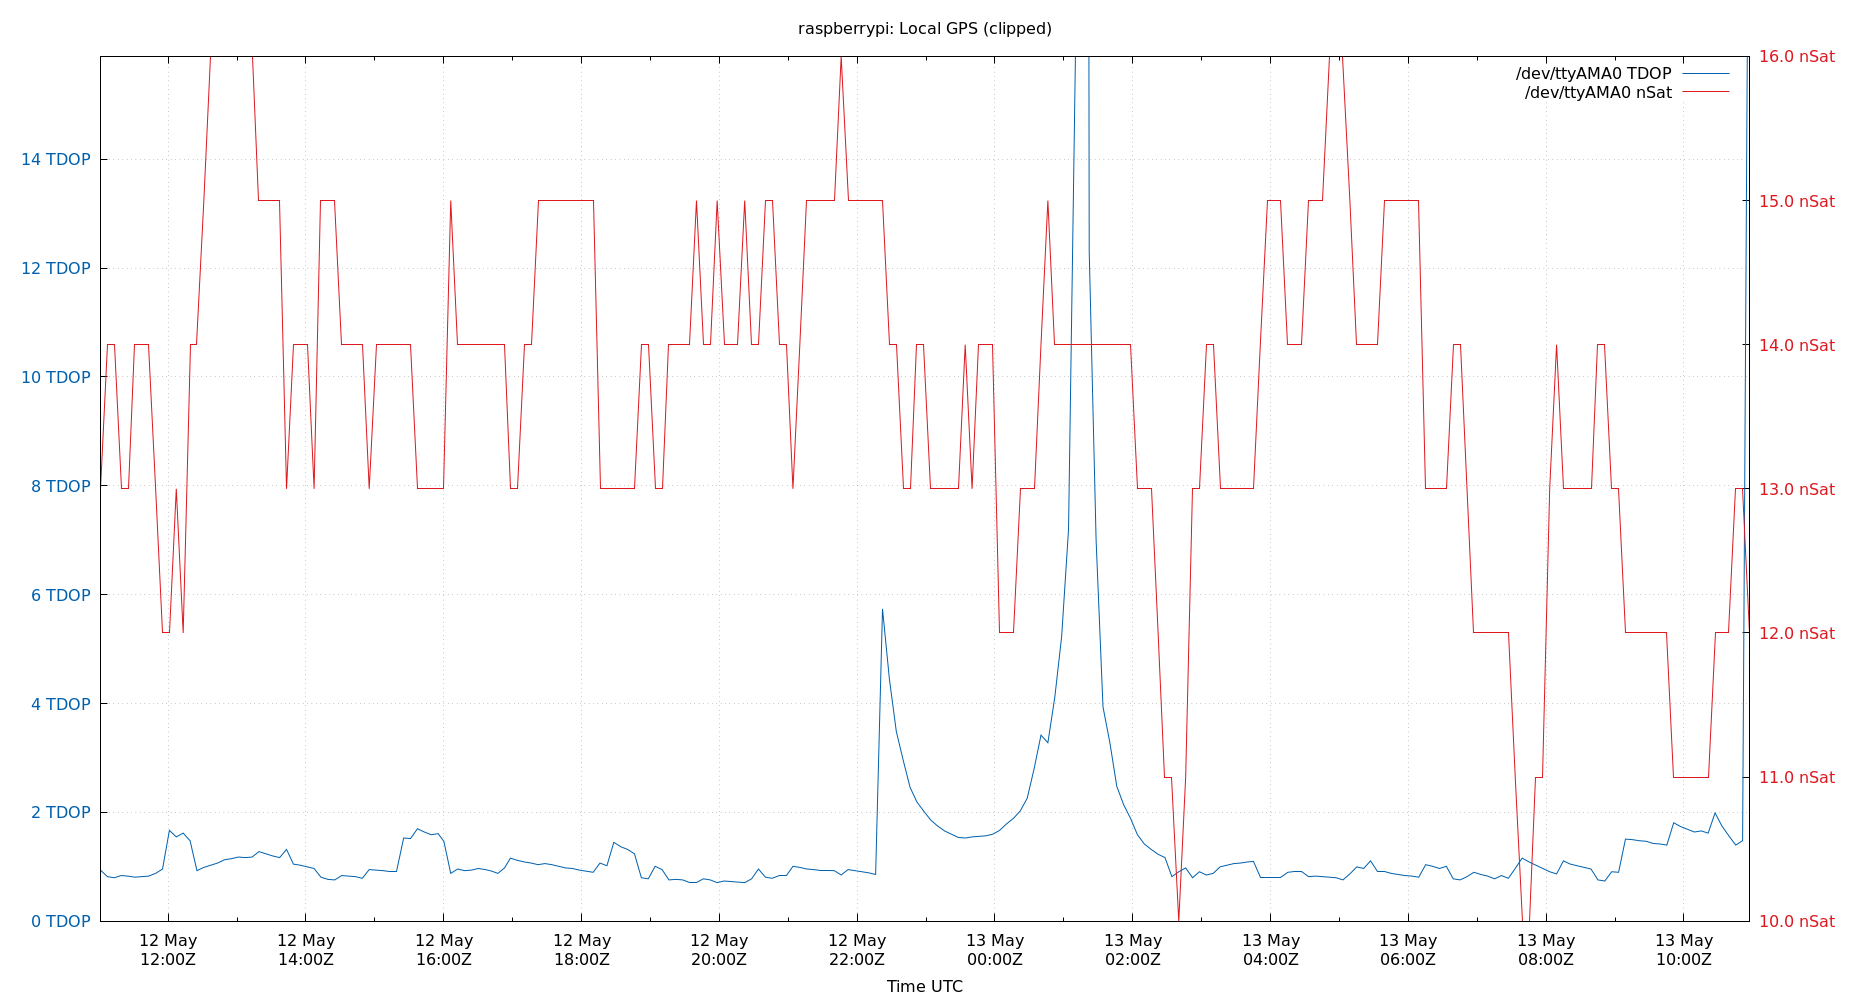 raspberrypi: Local GPS (clipped)
/dev/ttyAMA0 TDOP
/dev/ttyAMA0 nSat
14 TDOP
12 TDOP
10 TDOP
8 TDOP
6 TDOP
4 TDOP
2 TDOP
0 TDOP
16.0 nSat
15.0 nSat
14.0 nSat
13.0 nSat
12.0 nSat
11.0 nSat
10.0 nSat
12 May
12:00Z
12 May
14:00Z
12 May
16:00Z
12 May
18:00Z
12 May
20:00Z
12 May
22:00Z
13 May
00:00Z
13 May
02:00Z
13 May
04:00Z
13 May
06:00Z
13 May
08:00Z
13 May
10:00Z
Time UTC